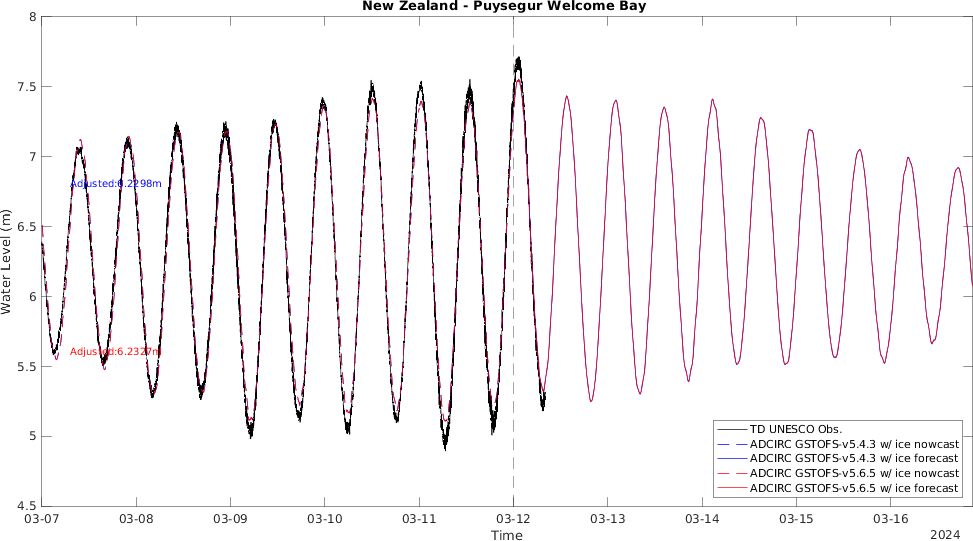 New Zealand - Puysegur Welcome Bay
Water Level (m)
8
7.5
7
6.5
6
5.5
5
4.5
Adjusted:6.2298m
Adjusted:6.2327m
TD UNESCO Obs.
ADCIRC GSTOFS-v5.4.3 w/ ice nowcast
ADCIRC GSTOFS-v5.4.3 w/ ice forecast
ADCIRC GSTOFS-v5.6.5 w/ ice nowcast
ADCIRC GSTOFS-v5.6.5 w/ ice forecast
03-07 03-08 03-09 03-10 03-11 03-12 03-13 03-14 03-15 03-16
Time
2024